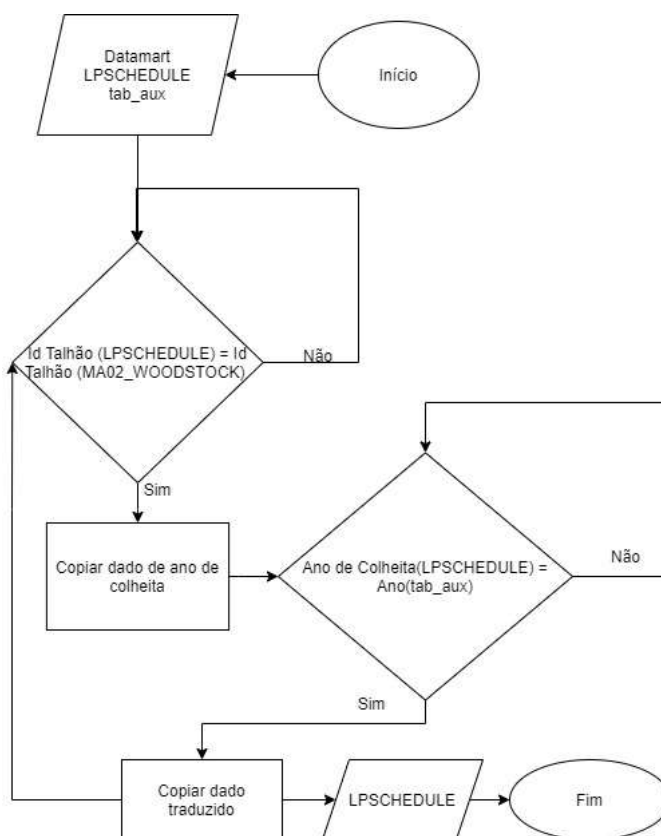 Datamart
LPSCHEDULE
tab_aux
Início
Id Talhão (LPSCHEDULE) = Id
Talhão (MA02_WOODSTOCK)
Não
Sim
Copiar dado de ano de
colheita
Ano de Colheita(LPSCHEDULE) =
Ano(tab_aux)
Não
Sim
Copiar dado
traduzido
LPSCHEDULE
Fim